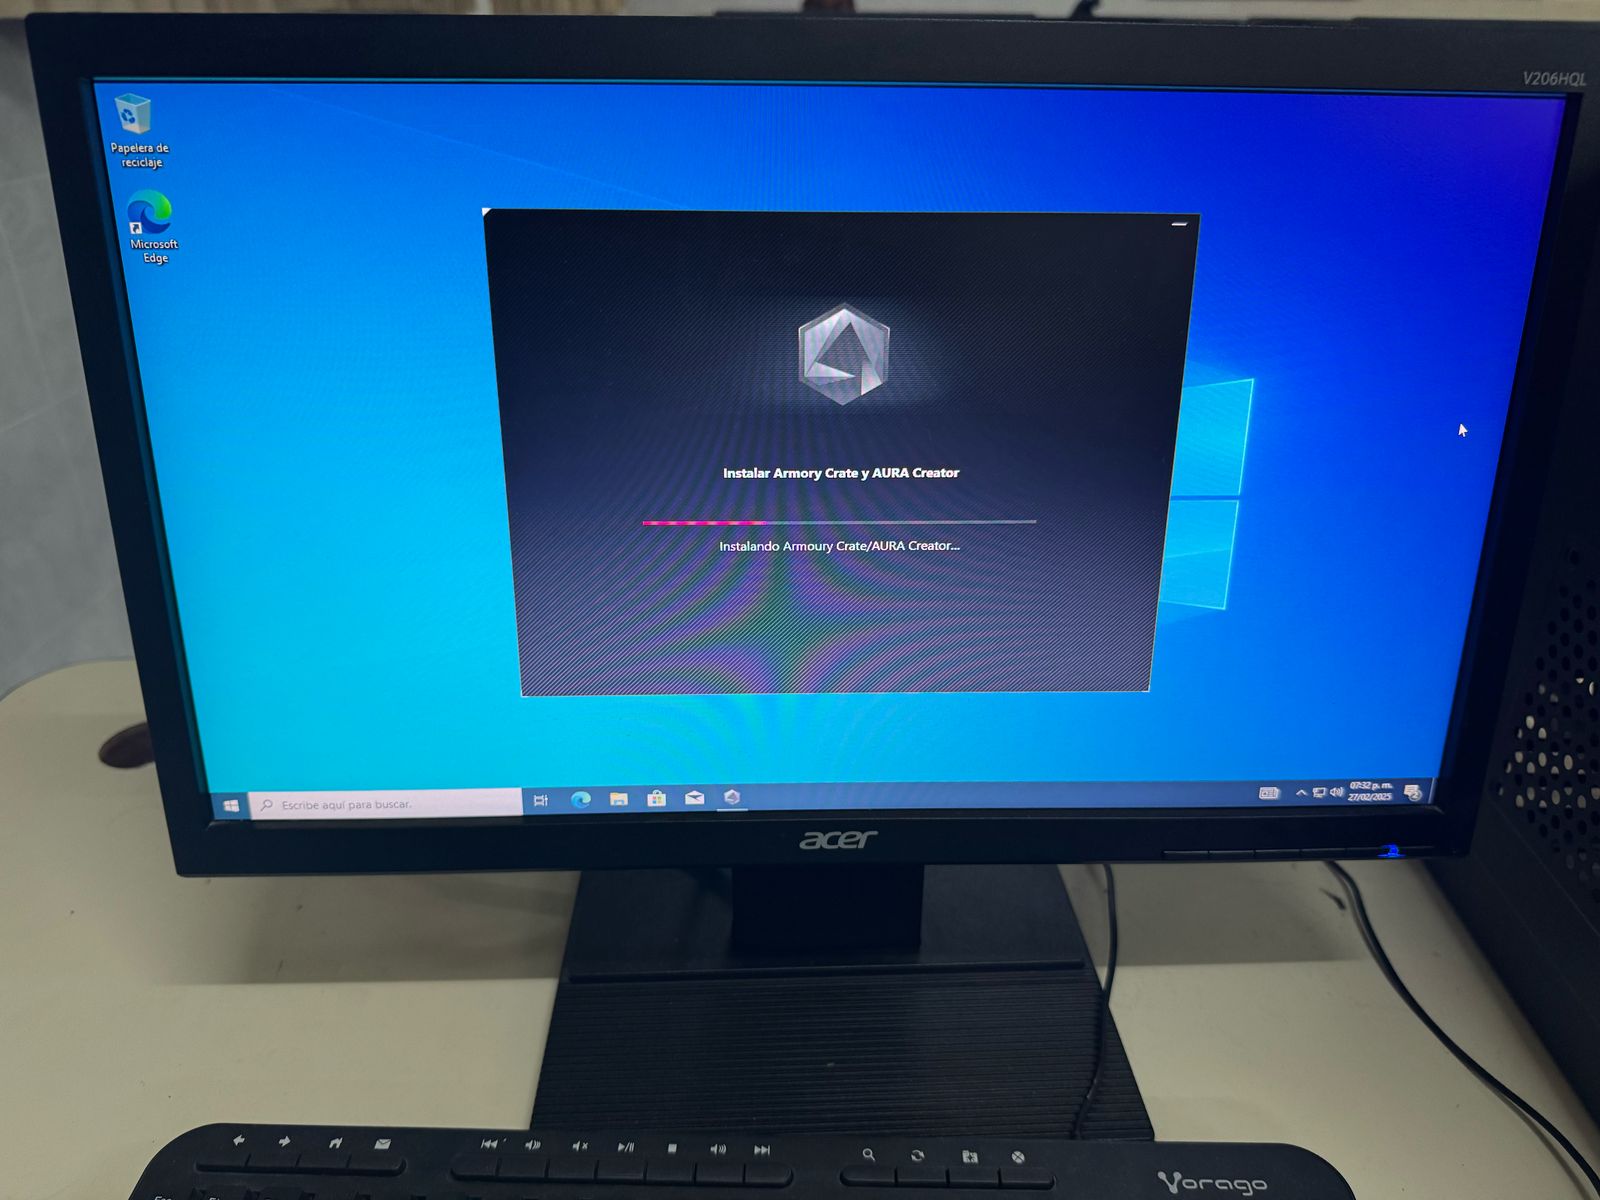 V206HQL
Papelera de
reciclaje
Microsoft
Edge
Instalar Armory Crate y AURA Creator
Instalando Armoury Crate/AURA Creator...
Escribe aquí para buscar.
07:32 p. m.
27/02/2025
2
acer
Vorago